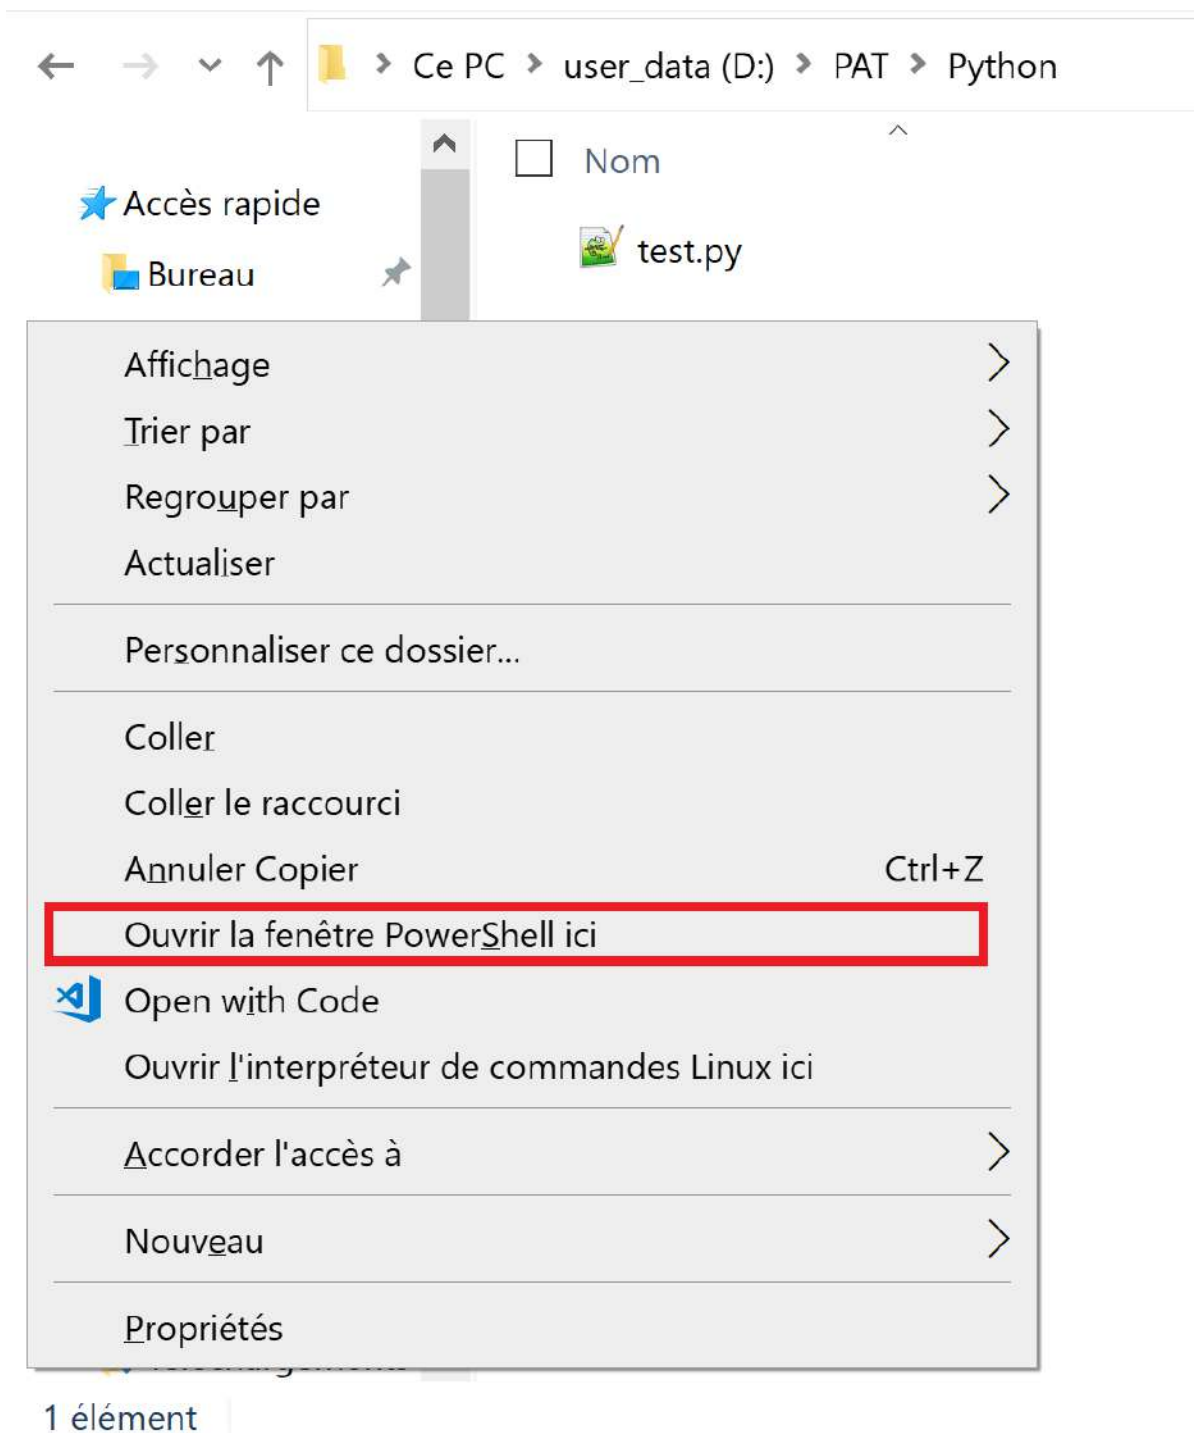 Ce PC > user_data (D:) > PAT > Python
Nom
Accès rapide
test.py
Bureau
Affichage
Trier par
Regrouper par
Actualiser
Personnaliser ce dossier...
Coller
Coller le raccourci
Annuler Copier Ctrl+Z
Ouvrir la fenêtre PowerShell ici
Open with Code
Ouvrir l'interpréteur de commandes Linux ici
Accorder l'accès à
Nouveau
Propriétés
1 élément